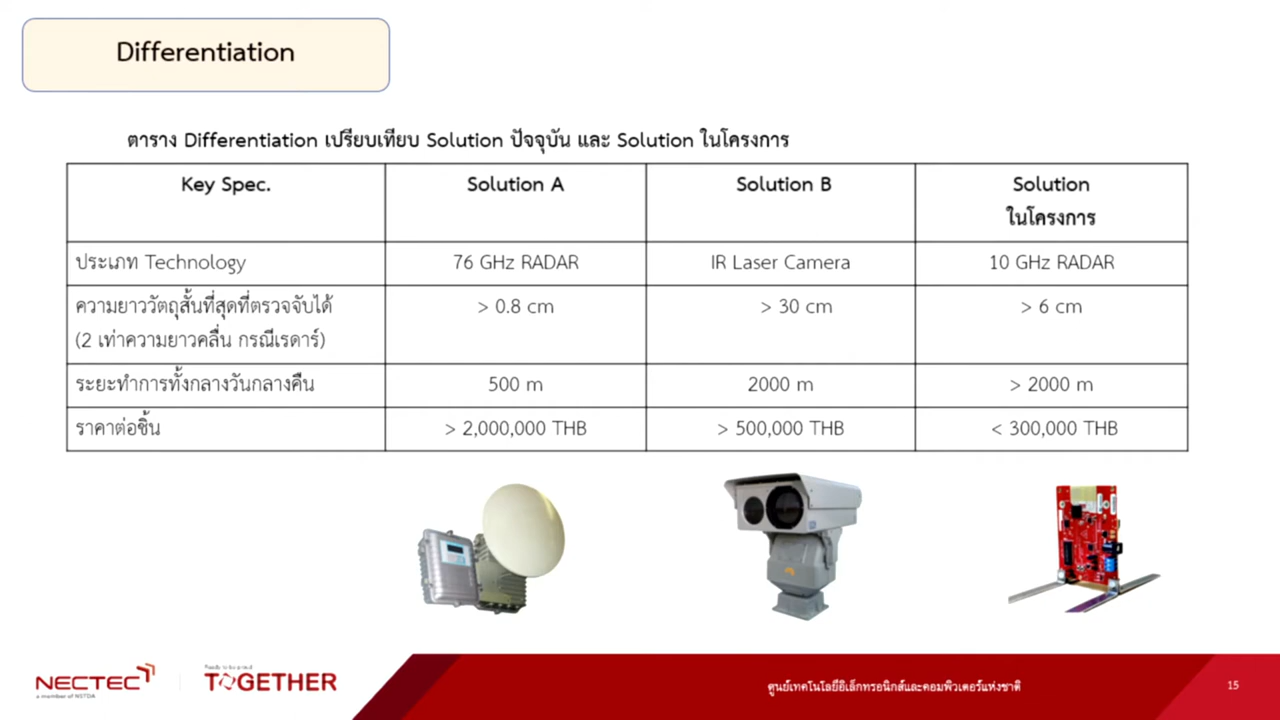 Differentiation
ตาราง Differentiation เปรียบเทียบ Solution ปัจจุบัน และ Solution ในโครงการ
Key Spec. Solution A Solution B Solution
ในโครงการ
ประเภท Technology 76 GHz RADAR IR Laser Camera 10 GHz RADAR
ความยาววัตถุสั้นที่สุดที่ตรวจจับได้ > 0.8 cm > 30 cm > 6 cm
(2 เท่าความยาวคลื่น กรณีเรดาร์)
ระยะทำการทั้งกลางวันกลางคืน 500 m 2000 m > 2000 m
ราคาต่อชิ้น > 2,000,000 THB > 500,000 THB < 300,000 THB
NECTEC
a member of NSTDA
TOGETHER
ศูนย์เทคโนโลยีอิเล็กทรอนิกส์และคอมพิวเตอร์แห่งชาติ
15